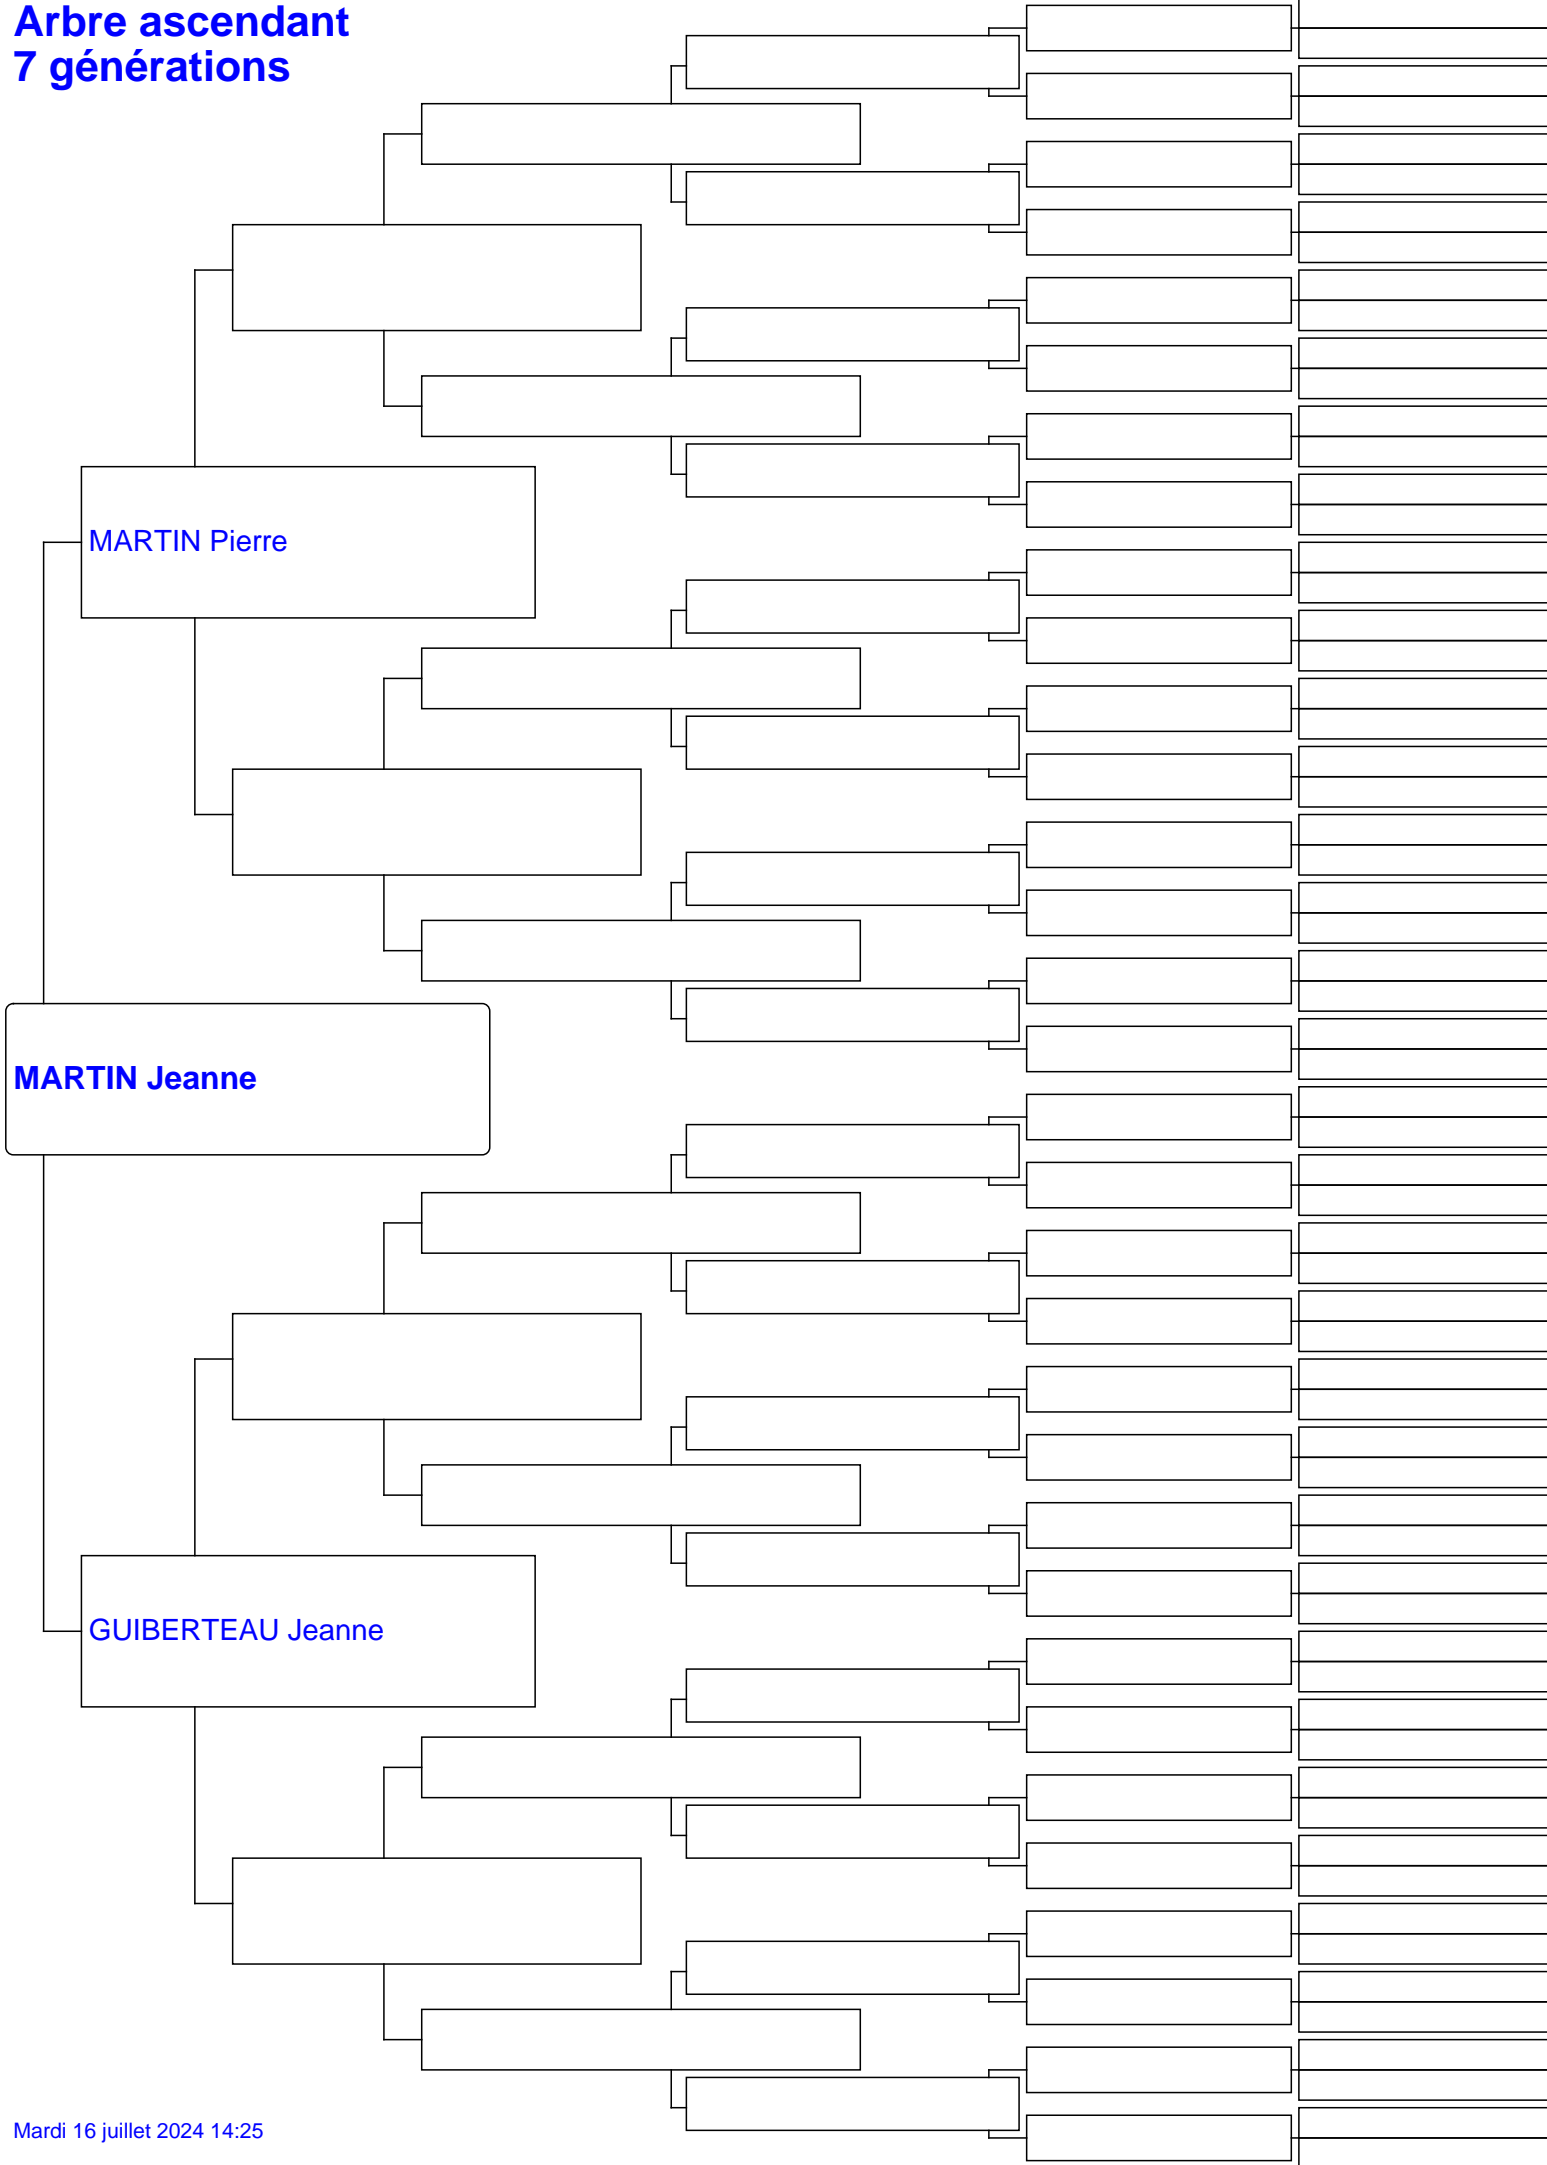 Arbre ascendant
7 générations
MARTIN Pierre
MARTIN Jeanne
GUIBERTEAU Jeanne
Mardi 16 juillet 2024 14:25